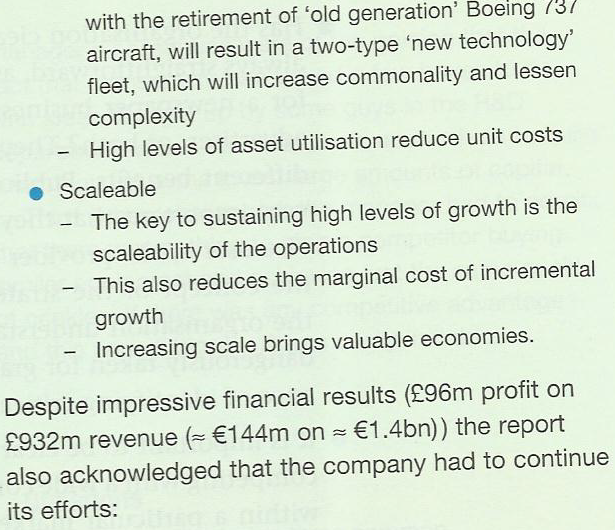 with the retirement of 'old generation' Boeing 737
aircraft, will result in a two-type 'new technology'
fleet, which will increase commonality and lessen
complexity
– High levels of asset utilisation reduce unit costs
● Scaleable
– The key to sustaining high levels of growth is the
scaleability of the operations
– This also reduces the marginal cost of incremental
growth
– Increasing scale brings valuable economies.
Despite impressive financial results (£96m profit on
£932m revenue (≈ €144m on ≈ €1.4bn)) the report
also acknowledged that the company had to continue
its efforts: